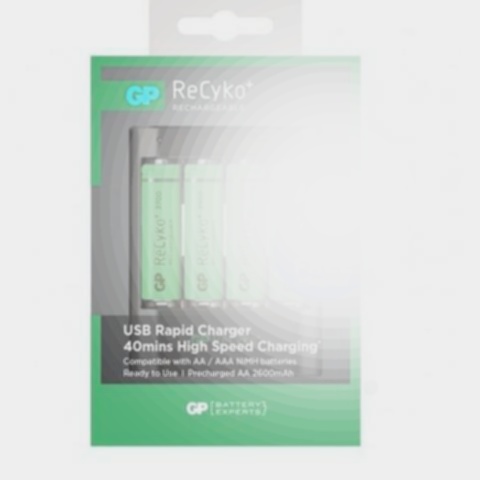 GP ReCyko+
RECHARGEABLE
ReCyko+
GP
GP
GP
USB Rapid Charger
40mins High Speed Charging
Compatible with AA / AAA NiMH batteries
Ready to Use | Precharged AA 2600mAh
GP [BATTERY EXPERTS]